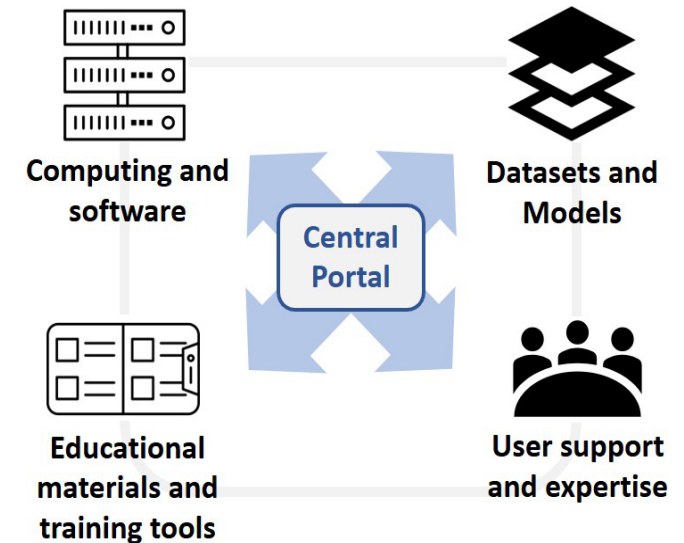 Computing and
software
Datasets and
Models
Central
Portal
Educational
materials and
training tools
User support
and expertise